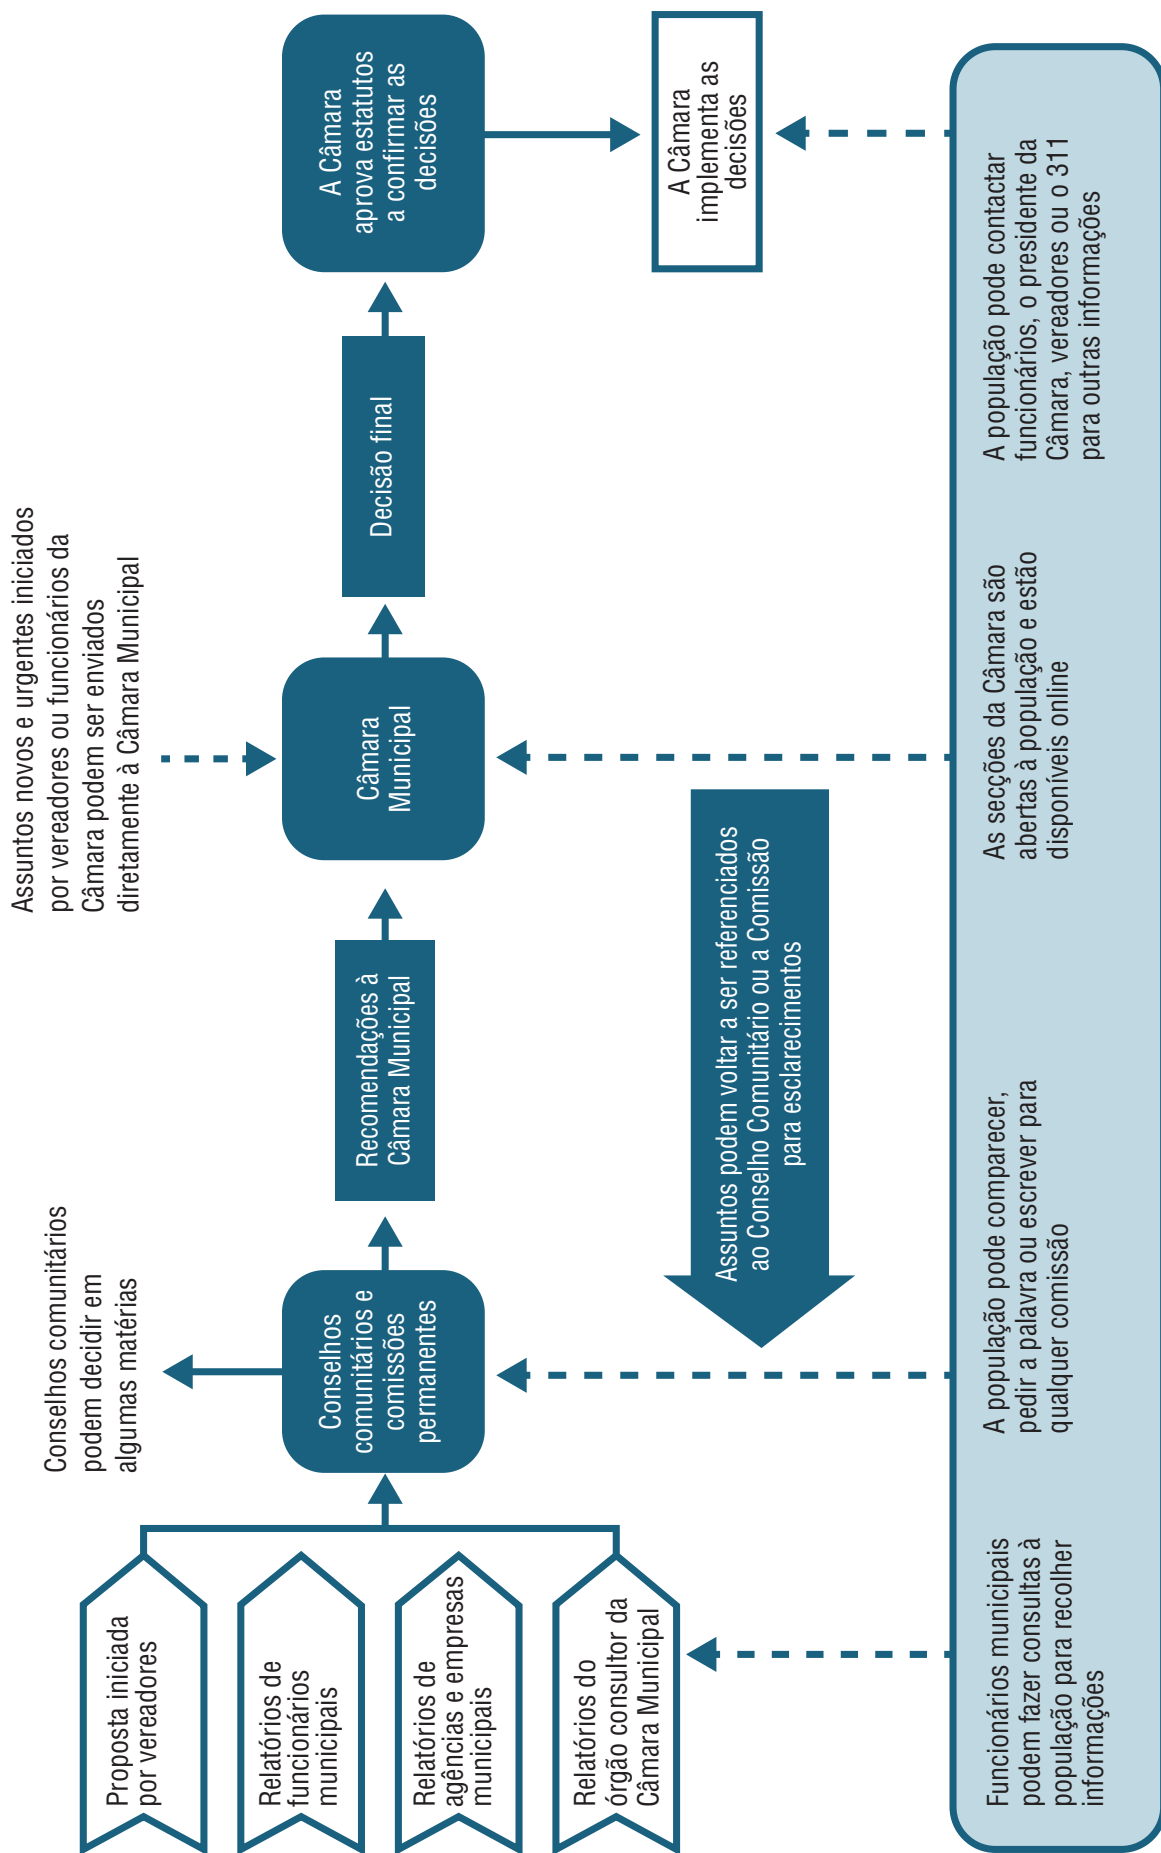 Assuntos novos e urgentes iniciados
por vereadores ou funcionários da
Câmara podem ser enviados
diretamente à Câmara Municipal
Conselhos comunitários
podem decidir em
algumas matérias
Proposta iniciada
por vereadores
Relatórios de
funcionários
municipais
Relatórios de
agências e empresas
municipais
Relatórios do
órgão consultor da
Câmara Municipal
Conselhos
comunitários e
comissões
permanentes
Recomendações à
Câmara Municipal
Câmara
Municipal
Decisão final
A Câmara
aprova estatutos
a confirmar as
decisões
A Câmara
implementa as
decisões
Assuntos podem voltar a ser referenciados
ao Conselho Comunitário ou a Comissão
para esclarecimentos
Funcionários municipais
podem fazer consultas à
população para recolher
informações
A população pode comparecer,
pedir a palavra ou escrever para
qualquer comissão
As secções da Câmara são
abertas à população e estão
disponíveis online
A população pode contactar
funcionários, o presidente da
Câmara, vereadores ou o 311
para outras informações